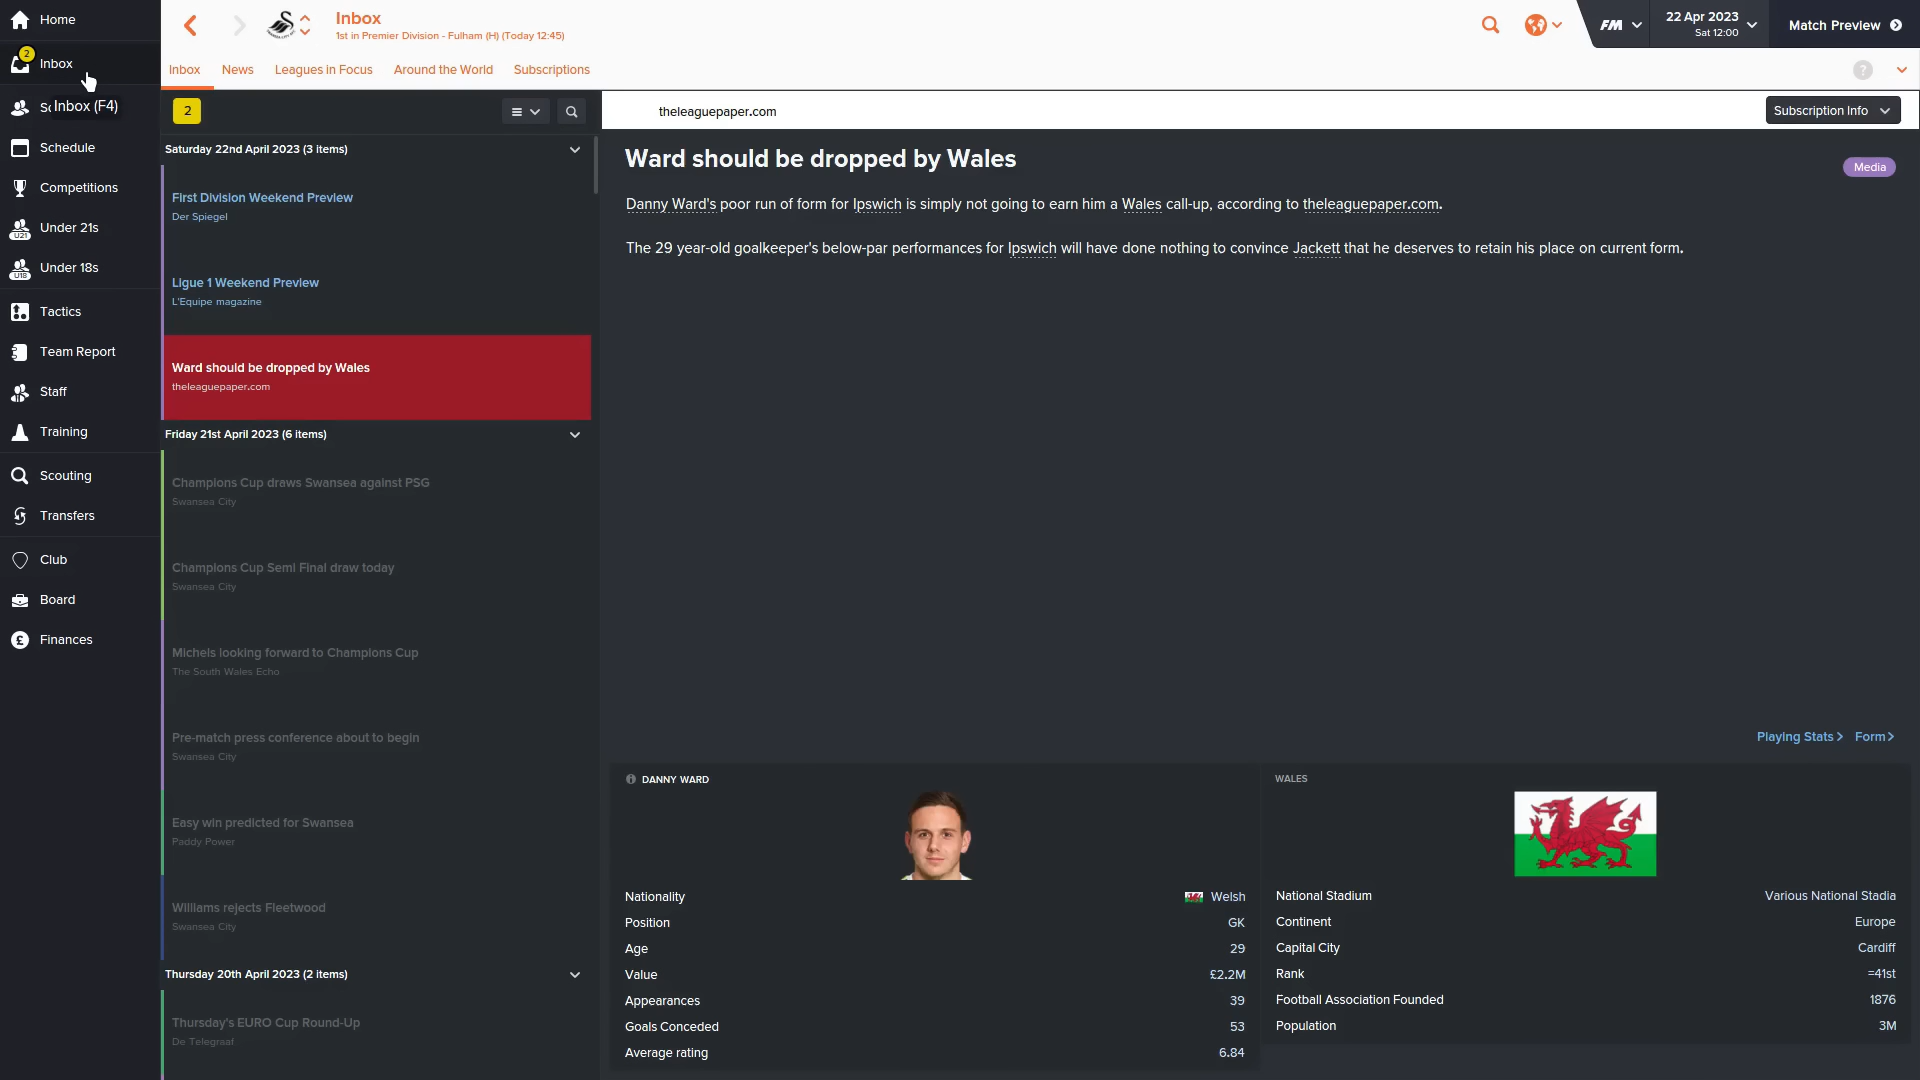 Home
2
Inbox
Inbox (F4)
Schedule
Competitions
U21
Under 21s
U18
Under 18s
Tactics
Team Report
Staff
Training
Scouting
Transfers
Club
Board
£
Finances
Inbox
1st in Premier Division - Fulham (H) (Today 12:45)
FM
22 Apr 2023
Sat 12:00
Match Preview
Inbox News Leagues in Focus Around the World Subscriptions
?
2
Saturday 22nd April 2023 (3 items)
First Division Weekend Preview
Der Spiegel
Ligue 1 Weekend Preview
L'Equipe magazine
Ward should be dropped by Wales
theleaguepaper.com
Friday 21st April 2023 (6 items)
Champions Cup draws Swansea against PSG
Swansea City
Champions Cup Semi Final draw today
Swansea City
Michels looking forward to Champions Cup
The South Wales Echo
Pre-match press conference about to begin
Swansea City
Easy win predicted for Swansea
Paddy Power
Williams rejects Fleetwood
Swansea City
Thursday 20th April 2023 (2 items)
Thursday's EURO Cup Round-Up
De Telegraaf
theleaguepaper.com
Subscription Info
Ward should be dropped by Wales
Media
Danny Ward's poor run of form for Ipswich is simply not going to earn him a Wales call-up, according to theleaguepaper.com.
The 29 year-old goalkeeper's below-par performances for Ipswich will have done nothing to convince Jackett that he deserves to retain his place on current form.
Playing Stats Form
DANNY WARD
Nationality Welsh
Position GK
Age 29
Value £2.2M
Appearances 39
Goals Conceded 53
Average rating 6.84
WALES
National Stadium Various National Stadia
Continent Europe
Capital City Cardiff
Rank =41st
Football Association Founded 1876
Population 3M